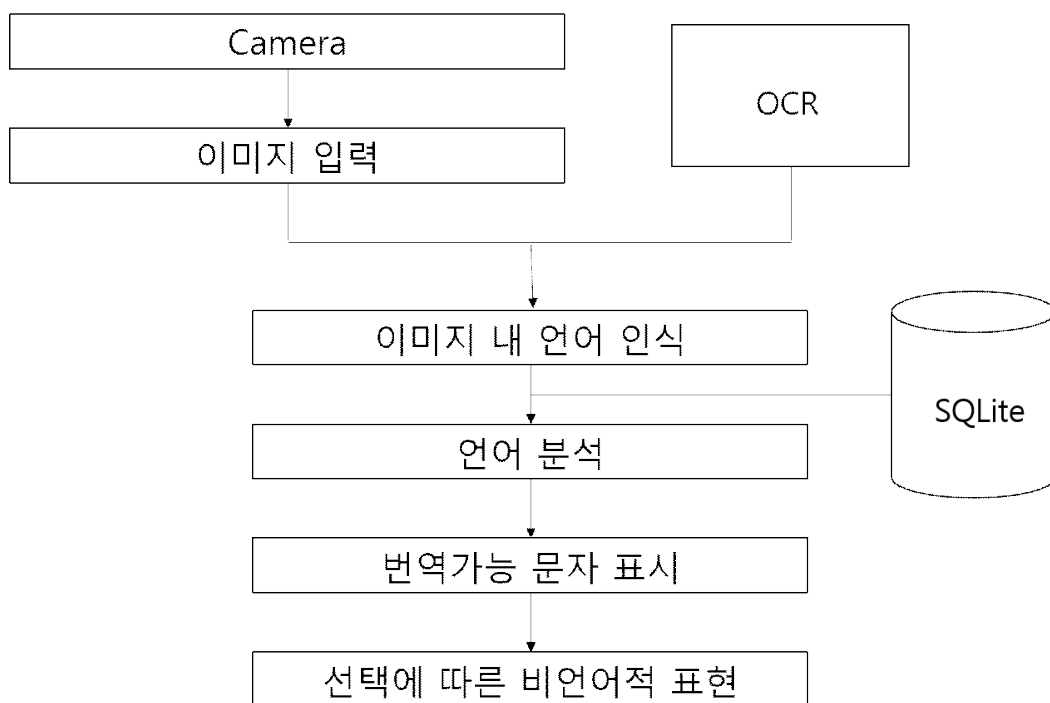 Camera
OCR
이미지 입력
이미지 내 언어 인식
SQLite
언어 분석
번역가능 문자 표시
선택에 따른 비언어적 표현